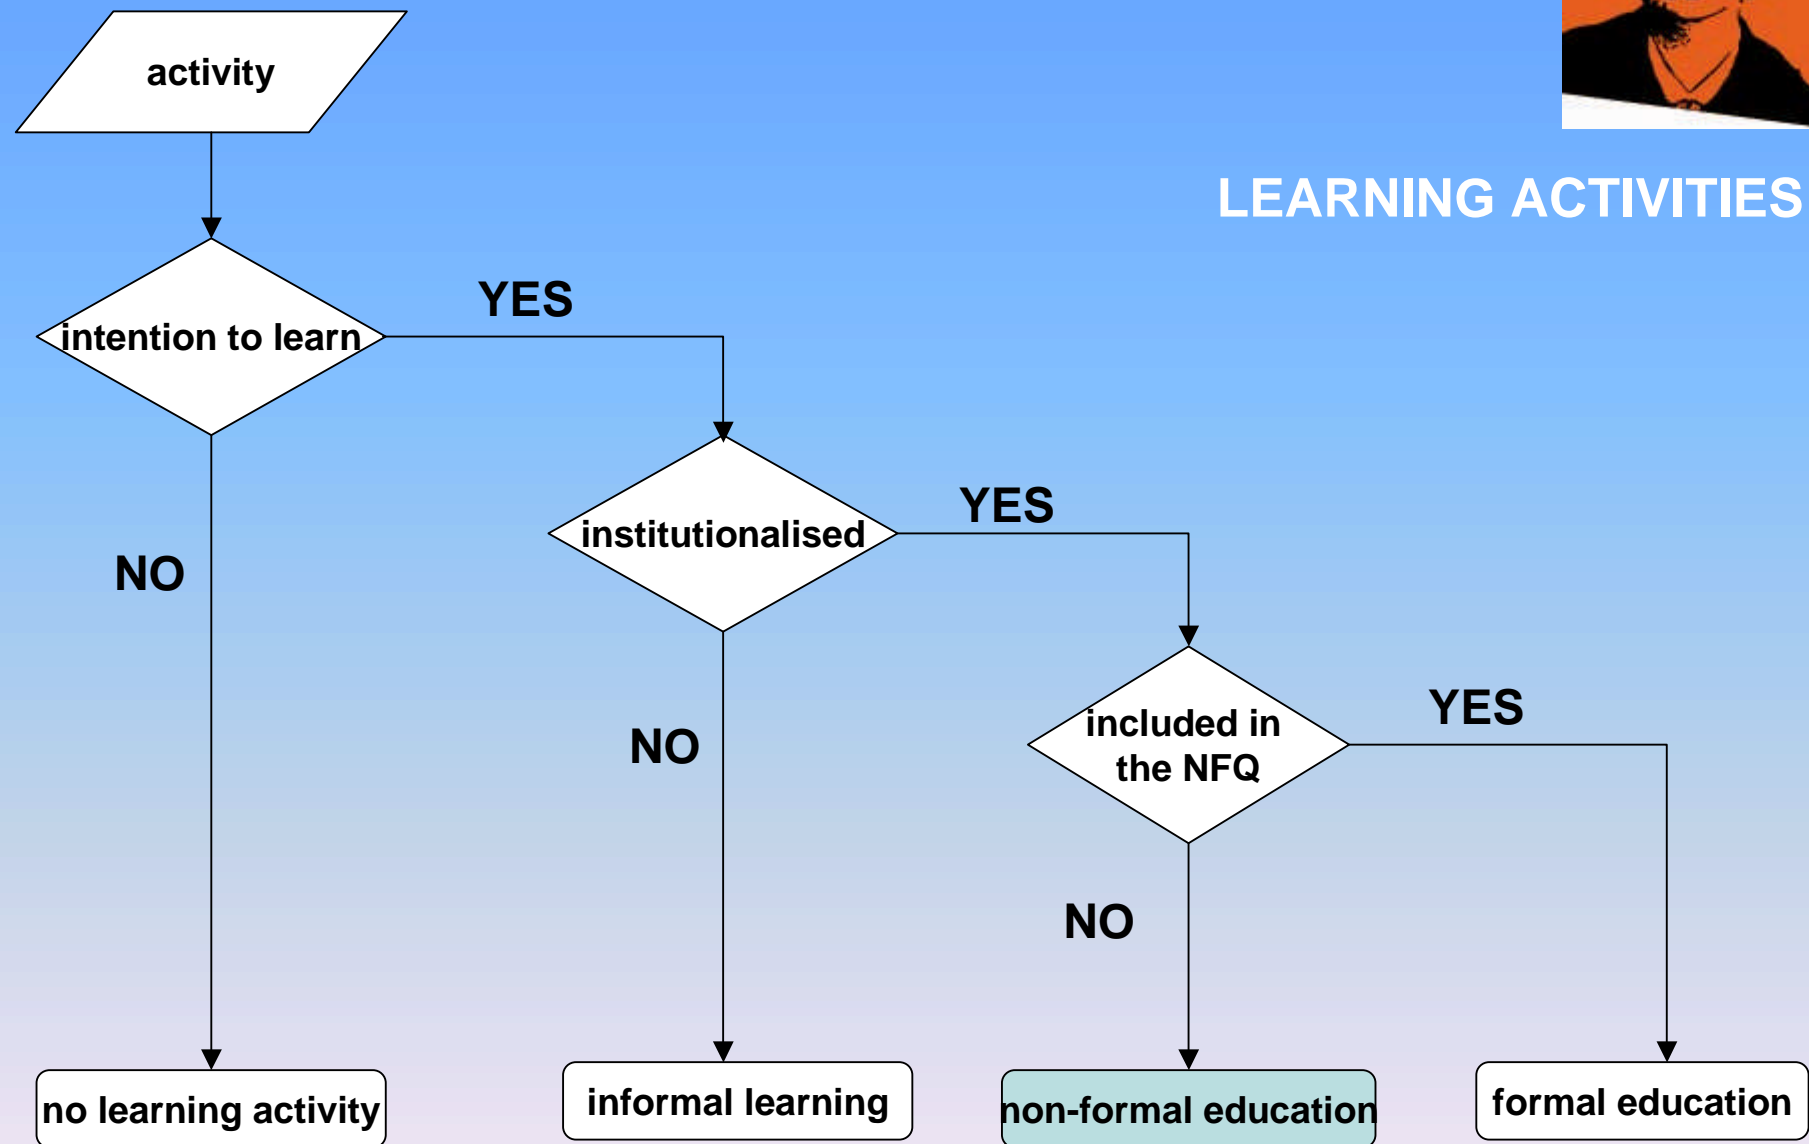 activity
LEARNING ACTIVITIES
YES
intention to learn
YES
institutionalised
NO
YES
included in
the NFQ
NO
NO
no learning activity
informal learning
non-formal education
formal education